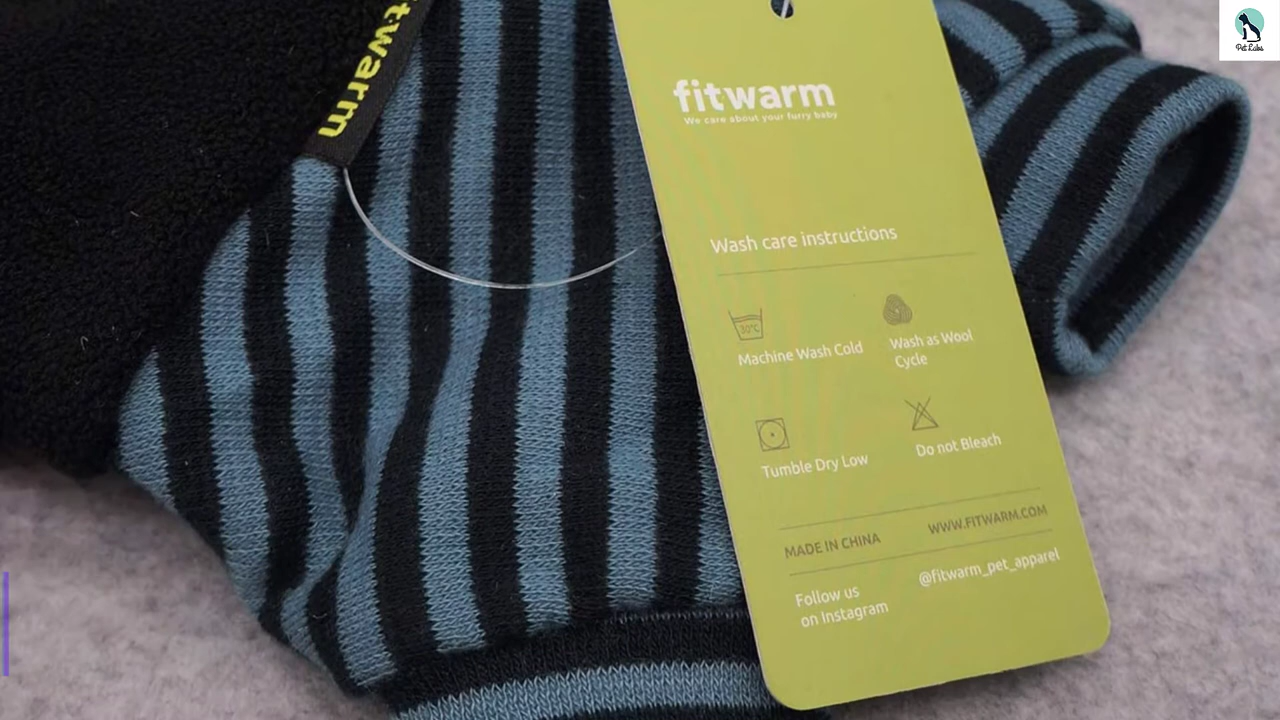 Pet Labs
twarm
fitwarm
We care about your furry baby
Wash care instructions
30°C
Machine Wash Cold
Wash as Wool
Cycle
Tumble Dry Low
Do not Bleach
MADE IN CHINA
WWW.FITWARM.COM
Follow us
on Instagram
@fitwarm_pet_apparel